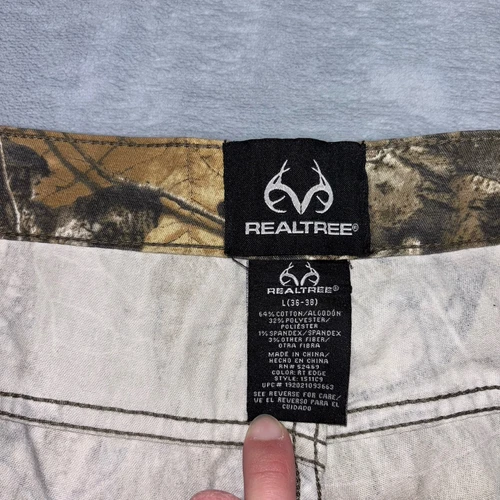 REALTREE®
REALTREE®
L(36-38)
64% COTTON/ALGODÓN
32% POLYESTER/
POLIÉSTER
1% SPANDEX/SPANDEX
3% OTHER FIBER/
OTRA FIBRA
MADE IN CHINA/
HECHO EN CHINA
RN# 52469
COLOR: RT EDGE
STYLE: 1511C9
UPC# 192021093663
SEE REVERSE FOR CARE/
VE EL REVERSO PARA EL
CUIDADO